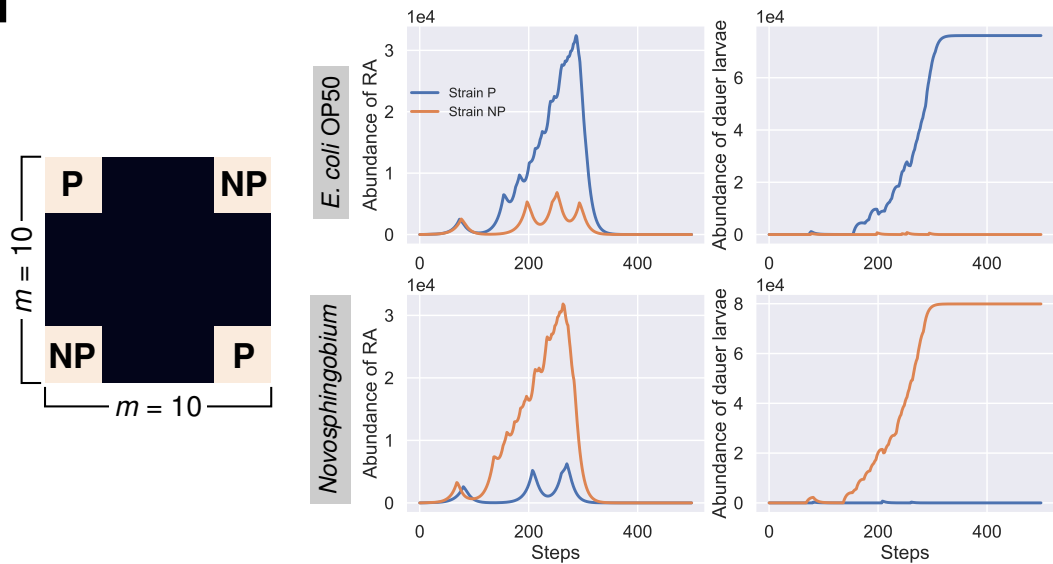 P
NP
NP
P
m = 10
m = 10
E. coli OP50
Novosphingobium
1e4
Abundance of RA
3
2
1
0
Strain P
Strain NP
0
200
400
1e4
Abundance of dauer larvae
6
4
2
0
0
200
400
1e4
Abundance of RA
3
2
1
0
0
200
400
Steps
1e4
Abundance of dauer larvae
8
6
4
2
0
0
200
400
Steps